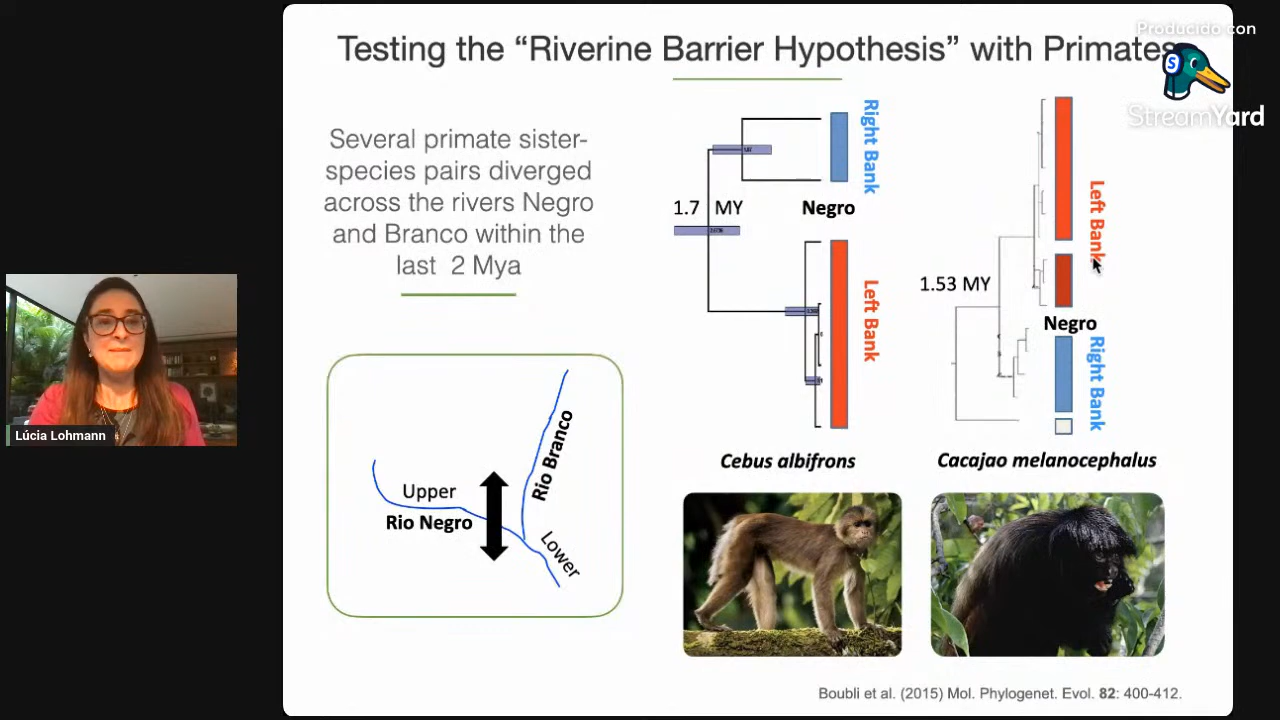 Producido con
StreamYard
Testing the “Riverine Barrier Hypothesis” with Primates
Several primate sister-
species pairs diverged
across the rivers Negro
and Branco within the
last 2 Mya
Lúcia Lohmann
Upper
Rio Negro
Rio Branco
Lower
1.7 MY
Right Bank
Negro
Left Bank
Cebus albifrons
1.53 MY
Left Bank
Negro
Right Bank
Cacajao melanocephalus
Boubli et al. (2015) Mol. Phylogenet. Evol. 82: 400-412.